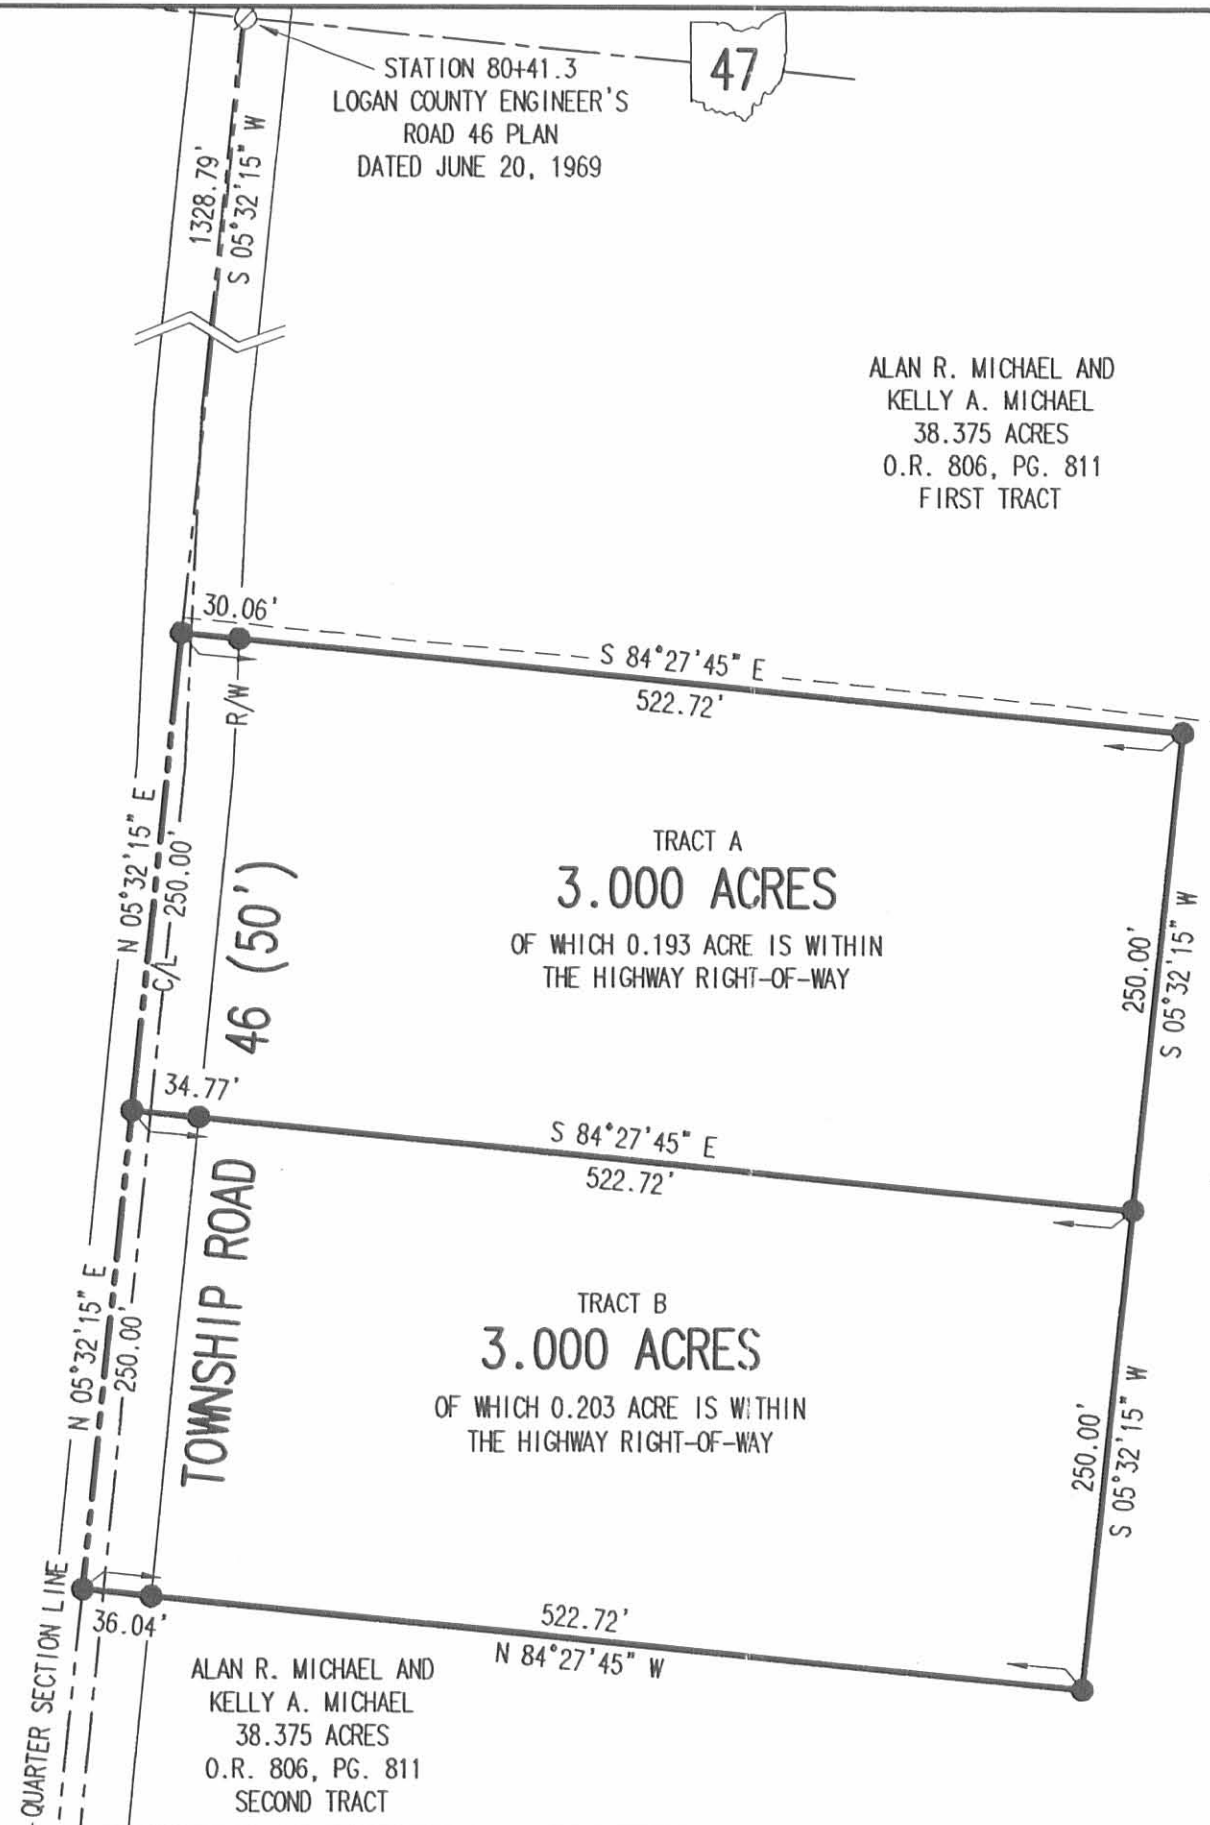 STATION 80+41.3
LOGAN COUNTY ENGINEER'S
ROAD 46 PLAN
DATED JUNE 20, 1969
47
1328.79'
S 05°32'15" W
ALAN R. MICHAEL AND
KELLY A. MICHAEL
38.375 ACRES
O.R. 806, PG. 811
FIRST TRACT
30.06'
S 84°27'45" E
522.72'
R/W
N 05°32'15" E
250.00'
C/L
TRACT A
3.000 ACRES
OF WHICH 0.193 ACRE IS WITHIN
THE HIGHWAY RIGHT-OF-WAY
250.00'
S 05°32'15" W
34.77'
S 84°27'45" E
522.72'
TOWNSHIP ROAD 46 (50')
N 05°32'15" E
250.00'
TRACT B
3.000 ACRES
OF WHICH 0.203 ACRE IS WITHIN
THE HIGHWAY RIGHT-OF-WAY
250.00'
S 05°32'15" W
36.04'
522.72'
N 84°27'45" W
QUARTER SECTION LINE
ALAN R. MICHAEL AND
KELLY A. MICHAEL
38.375 ACRES
O.R. 806, PG. 811
SECOND TRACT